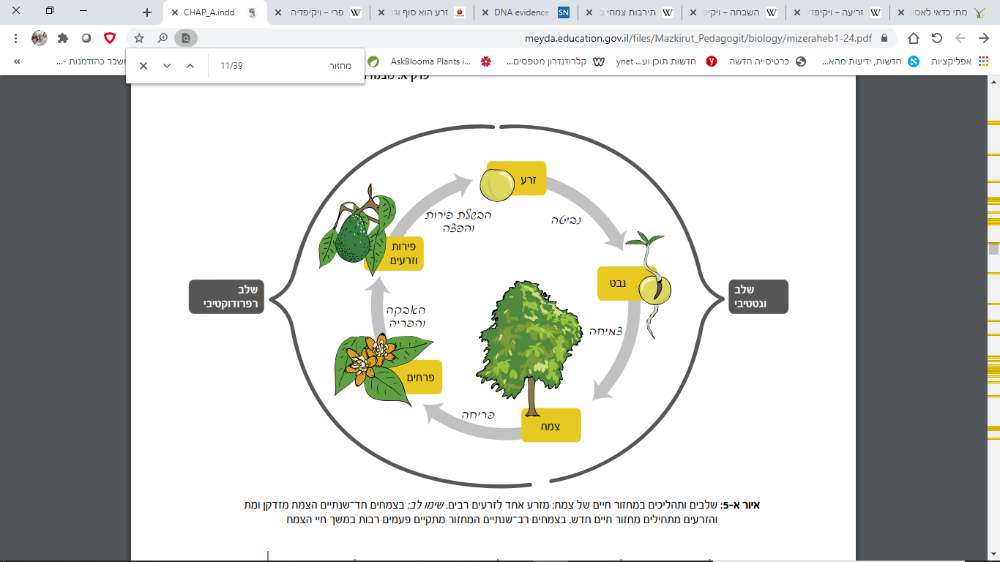 CHAP_A.indd
פרי – ויקיפדיה
זרע הוא סוף וגם
DNA evidence
SN
תירבות צמחי ב
השבחה – ויקיפ
זריעה – ויקיפדי
מתי כדאי לאסו
meyda.education.gov.il/files/Mazkirut_Pedagogit/biology/mizeraheb1-24.pdf
אפליקציות
חדשות, ידיעות מהא...
כרטיסייה חדשה
ynet חדשות תוכן וע...
קלרודנדרון מטפסים...
AskBlooma Plants i...
משבר כהזדמנות -...
מחזור
11/39
זרע
נביטה
נבט
צמיחה
צמח
פריחה
פרחים
האבקה
והפריה
פירות
וזרעים
הבשלת פירות
והפצה
שלב
וגטטיבי
שלב
רפרודוקטיבי
איור א-5: שלבים ותהליכים במחזור חיים של צמח: מזרע אחד לזרעים רבים. שימו לב: בצמחים חד־שנתיים הצמח מזדקן ומת
והזרעים מתחילים מחזור חיים חדש. בצמחים רב־שנתיים המחזור מתקיים פעמים רבות במשך חיי הצמח